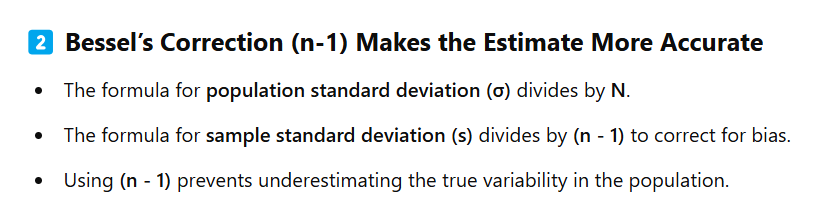 2 Bessel’s Correction (n-1) Makes the Estimate More Accurate
• The formula for population standard deviation (σ) divides by N.
• The formula for sample standard deviation (s) divides by (n - 1) to correct for bias.
• Using (n - 1) prevents underestimating the true variability in the population.